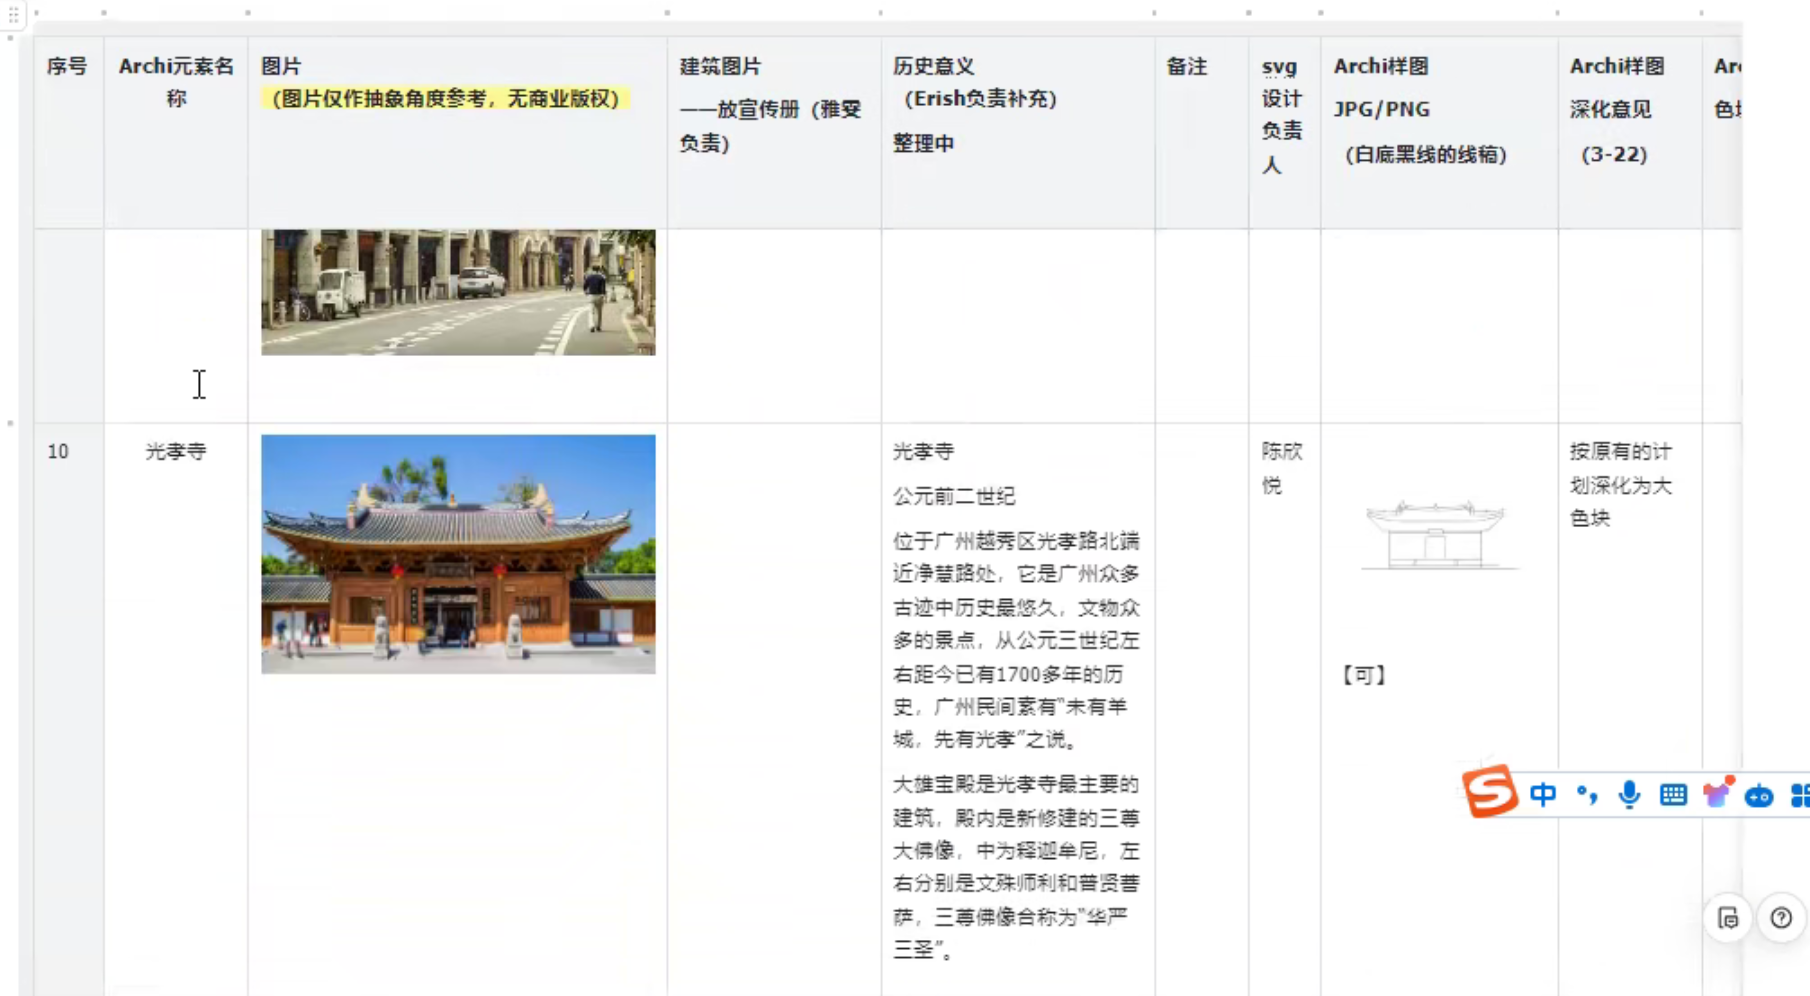 序号
Archi元素名
称
图片
（图片仅作抽象角度参考，无商业版权）
建筑图片
——放宣传册（雅雯
负责）
历史意义
（Erish负责补充）
整理中
备注
svg
设计
负责
人
Archi样图
JPG/PNG
（白底黑线的线稿）
Archi样图
深化意见
（3-22）
10
光孝寺
光孝寺
公元前二世纪
位于广州越秀区光孝路北端
近净慧路处，它是广州众多
古迹中历史最悠久，文物众
多的景点，从公元三世纪左
右距今已有1700多年的历
史，广州民间素有“未有羊
城，先有光孝”之说。
大雄宝殿是光孝寺最主要的
建筑，殿内是新修建的三尊
大佛像，中为释迦牟尼，左
右分别是文殊师利和普贤菩
萨，三尊佛像合称为“华严
三圣”。
陈欣
悦
【可】
按原有的计
划深化为大
色块
中